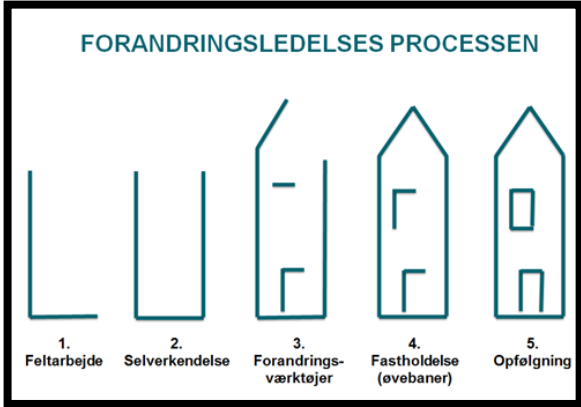 FORANDRINGSLEDELSES PROCESSEN
1.
Feltarbejde
2.
Selverkendelse
3.
Forandrings-
værktøjer
4.
Fastholdelse
(øvebaner)
5.
Opfølgning